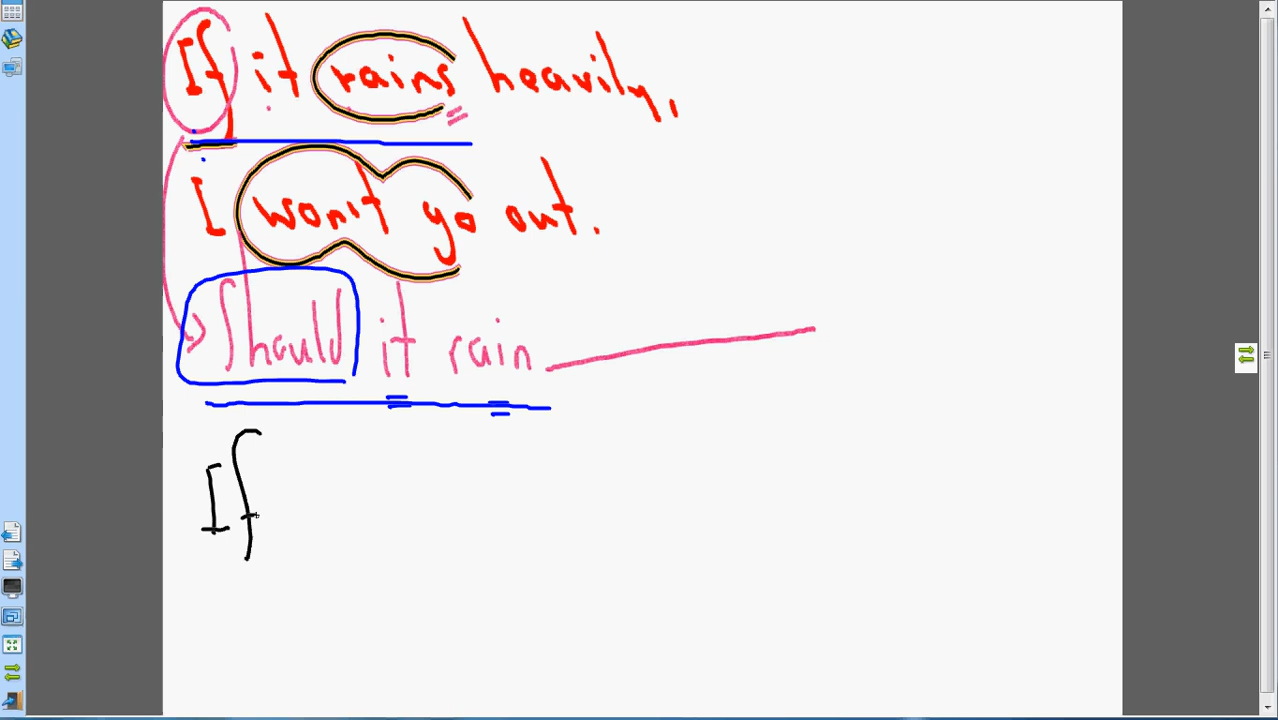 If it rains heavily,
I won't go out.
Should it rain
If